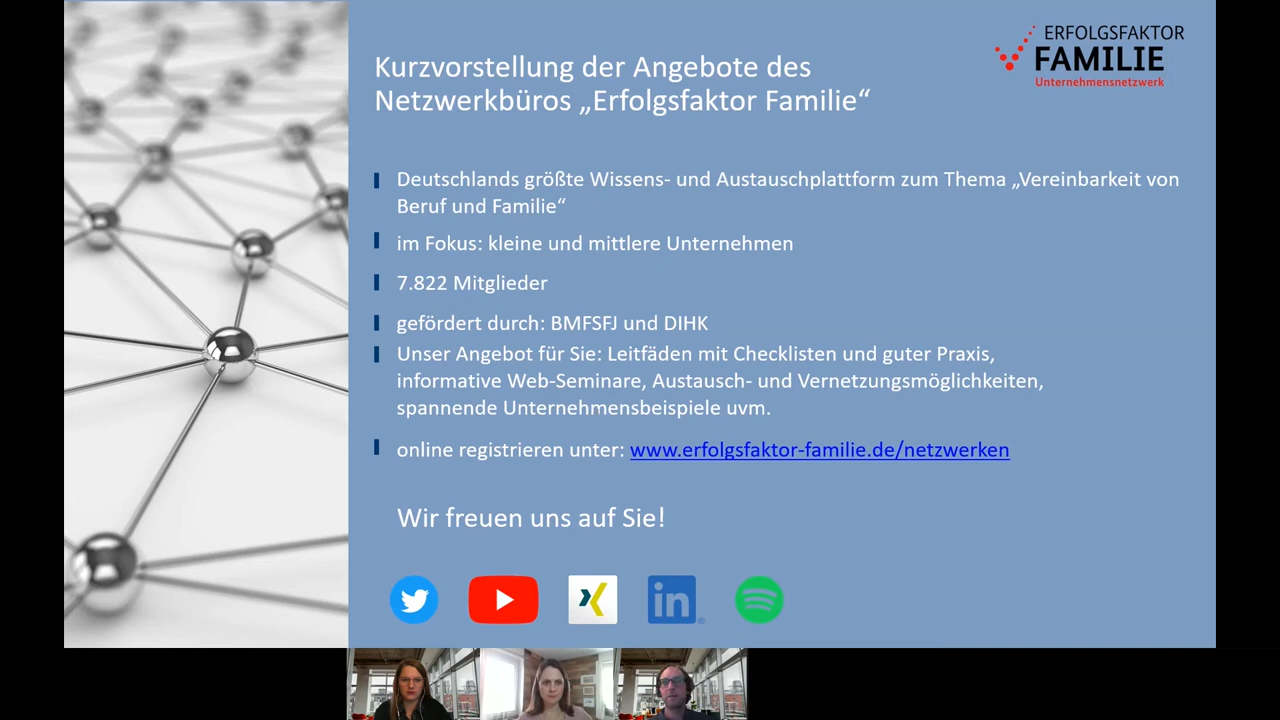 ERFOLGSFAKTOR
FAMILIE
Unternehmensnetzwerk
Kurzvorstellung der Angebote des
Netzwerkbüros „Erfolgsfaktor Familie“
Deutschlands größte Wissens- und Austauschplattform zum Thema „Vereinbarkeit von
Beruf und Familie“
im Fokus: kleine und mittlere Unternehmen
7.822 Mitglieder
gefördert durch: BMFSFJ und DIHK
Unser Angebot für Sie: Leitfäden mit Checklisten und guter Praxis,
informative Web-Seminare, Austausch- und Vernetzungsmöglichkeiten,
spannende Unternehmensbeispiele uvm.
online registrieren unter: www.erfolgsfaktor-familie.de/netzwerken
Wir freuen uns auf Sie!
in®